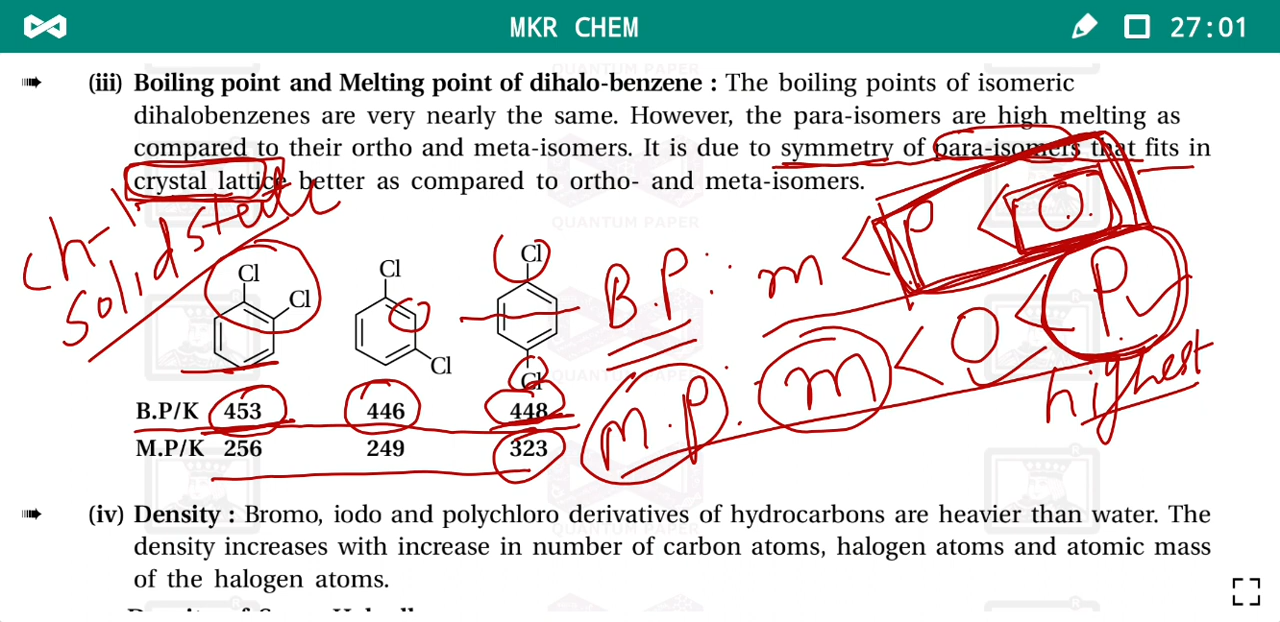 MKR CHEM 27:01
(iii) Boiling point and Melting point of dihalo-benzene : The boiling points of isomeric
dihalobenzenes are very nearly the same. However, the para-isomers are high melting as
compared to their ortho and meta-isomers. It is due to symmetry of para-isomers that fits in
crystal lattice better as compared to ortho- and meta-isomers.
QUANTUM PAPER
Ch-1
Solid state
Cl Cl
Cl Cl
Cl Cl
B.P: m < P < O
M.P. m < O < P
highest
B.P/K 453 446 448
M.P/K 256 249 323
(iv) Density : Bromo, iodo and polychloro derivatives of hydrocarbons are heavier than water. The
density increases with increase in number of carbon atoms, halogen atoms and atomic mass
of the halogen atoms.